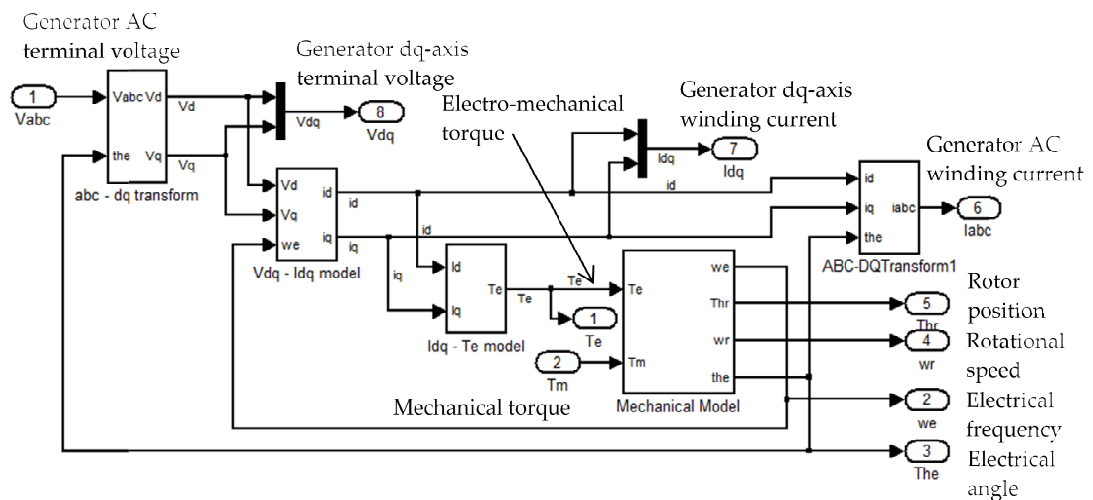 Generator AC
terminal voltage
1
Vabc
Vabc
the
Vd
Vq
abc - dq transform
Vd
Vq
Generator dq-axis
terminal voltage
Vdq
8
Vdq
Electro-mechanical
torque
Generator dq-axis
winding current
Idq
7
Idq
Generator AC
winding current
Vd
Vq
we
id
iq
Vdq - Idq model
id
iq
id
iq
id
id
iq
the
iabc
ABC-DQTransform1
6
Iabc
Id
Iq
Te
Idq - Te model
Te
Te
1
Te
2
Tm
Mechanical torque
Te
Tm
we
Thr
wr
the
Mechanical Model
5
Thr
Rotor
position
4
wr
Rotational
speed
2
we
Electrical
frequency
3
The
Electrical
angle